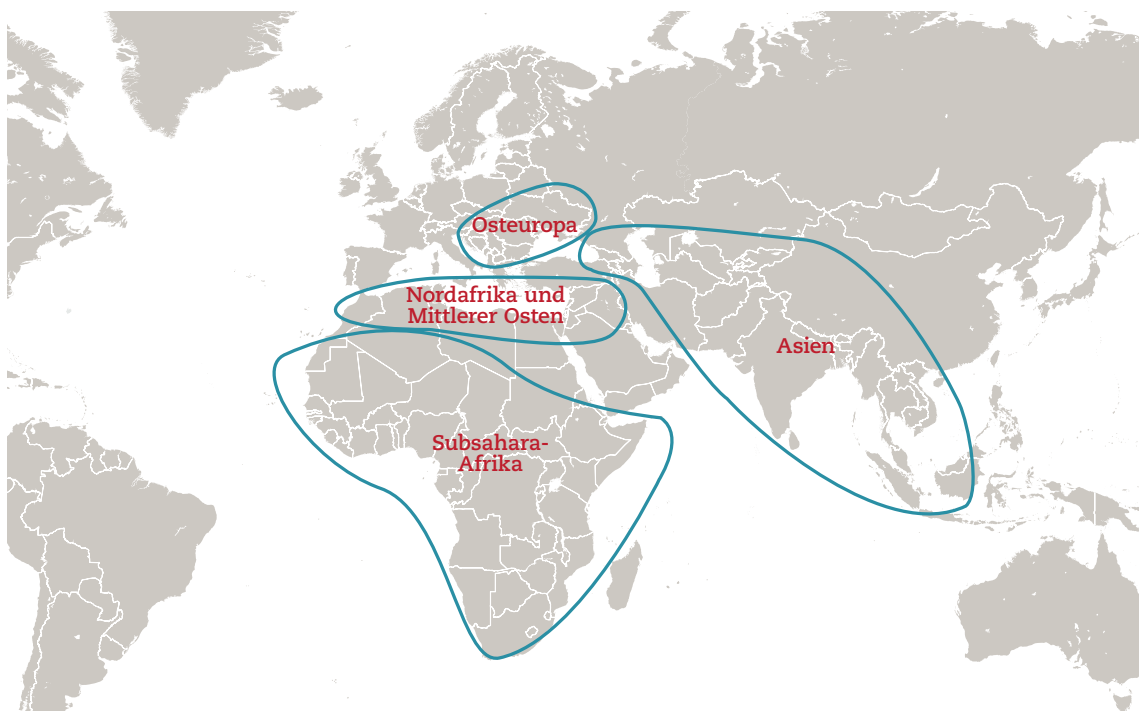 Osteuropa
Nordafrika und
Mittlerer Osten
Asien
Subsahara-
Afrika